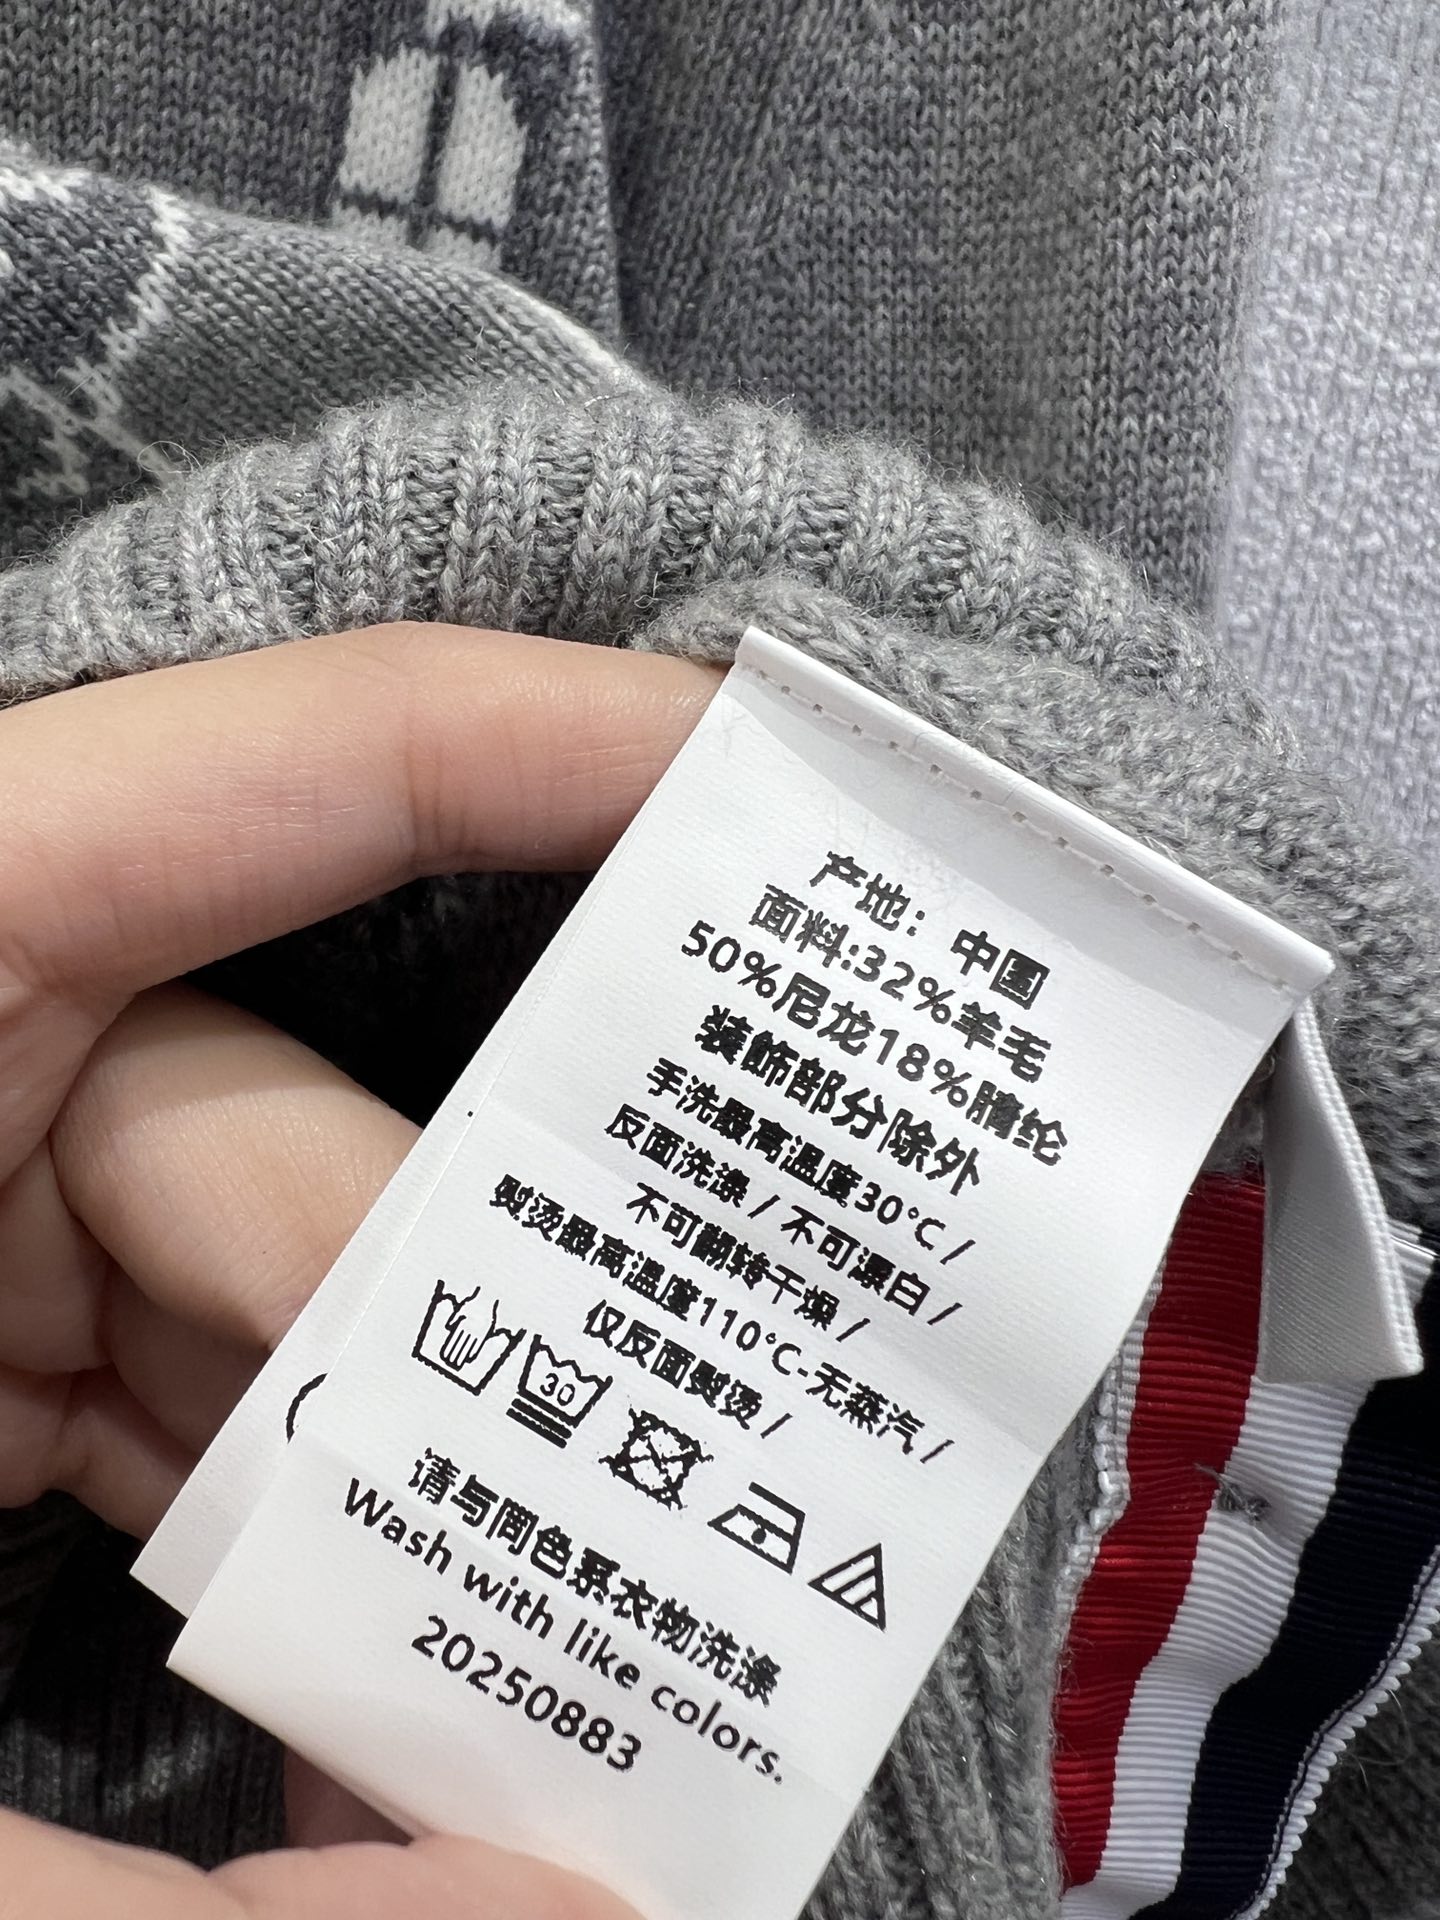 产地：中国
面料:32%羊毛
50%尼龙18%腈纶
装飾部分除外
手洗最高温度30°C /
反面洗涤 / 不可漂白 /
不可翻转干燥 /
熨烫最高温度110°C-无蒸汽 /
仅反面熨烫 /
30
请与同色系衣物洗涤
Wash with like colors.
20250883